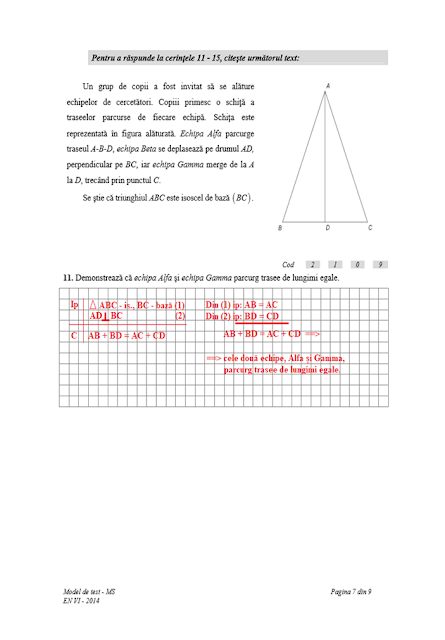 Pentru a răspunde la cerințele 11 - 15, citește următorul text:
Un grup de copii a fost invitat să se alăture
echipelor de cercetători. Copiii primesc o schiță a
traseelor parcurse de fiecare echipă. Schița este
reprezentată în figura alăturată. Echipa Alfa parcurge
traseul A-B-D, echipa Beta se deplasează pe drumul AD,
perpendicular pe BC, iar echipa Gamma merge de la A
la D, trecând prin punctul C.
Se știe că triunghiul ABC este isoscel de bază (BC).
A
B D C
Cod 2 1 0 9
11. Demonstrează că echipa Alfa și echipa Gamma parcurg trasee de lungimi egale.
Ip △ ABC - is., BC - bază (1)
AD ⊥ BC (2)
C AB + BD = AC + CD
Din (1) ip: AB = AC
Din (2) ip: BD = CD
AB + BD = AC + CD ==>
==> cele două echipe, Alfa și Gamma,
parcurg trasee de lungimi egale.
Model de test - MS
EN VI - 2014
Pagina 7 din 9